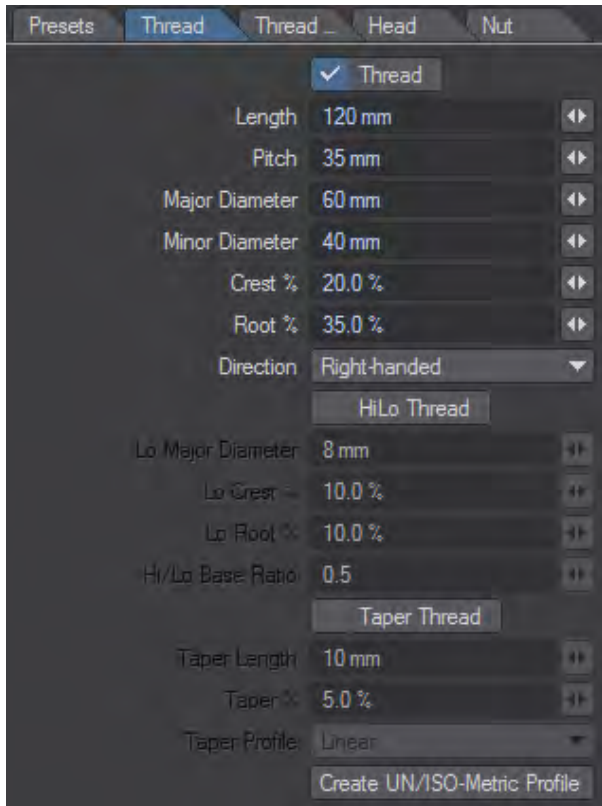 Presets Thread Thread ... Head Nut
Thread
Length 120 mm
Pitch 35 mm
Major Diameter 60 mm
Minor Diameter 40 mm
Crest % 20.0 %
Root % 35.0 %
Direction Right-handed
HiLo Thread
Lo Major Diameter 8 mm
Lo Crest % 10.0 %
Lo Root % 10.0 %
Hi/Lo Base Ratio 0.5
Taper Thread
Taper Length 10 mm
Taper % 5.0 %
Taper Profile Linear
Create UN/ISO-Metric Profile